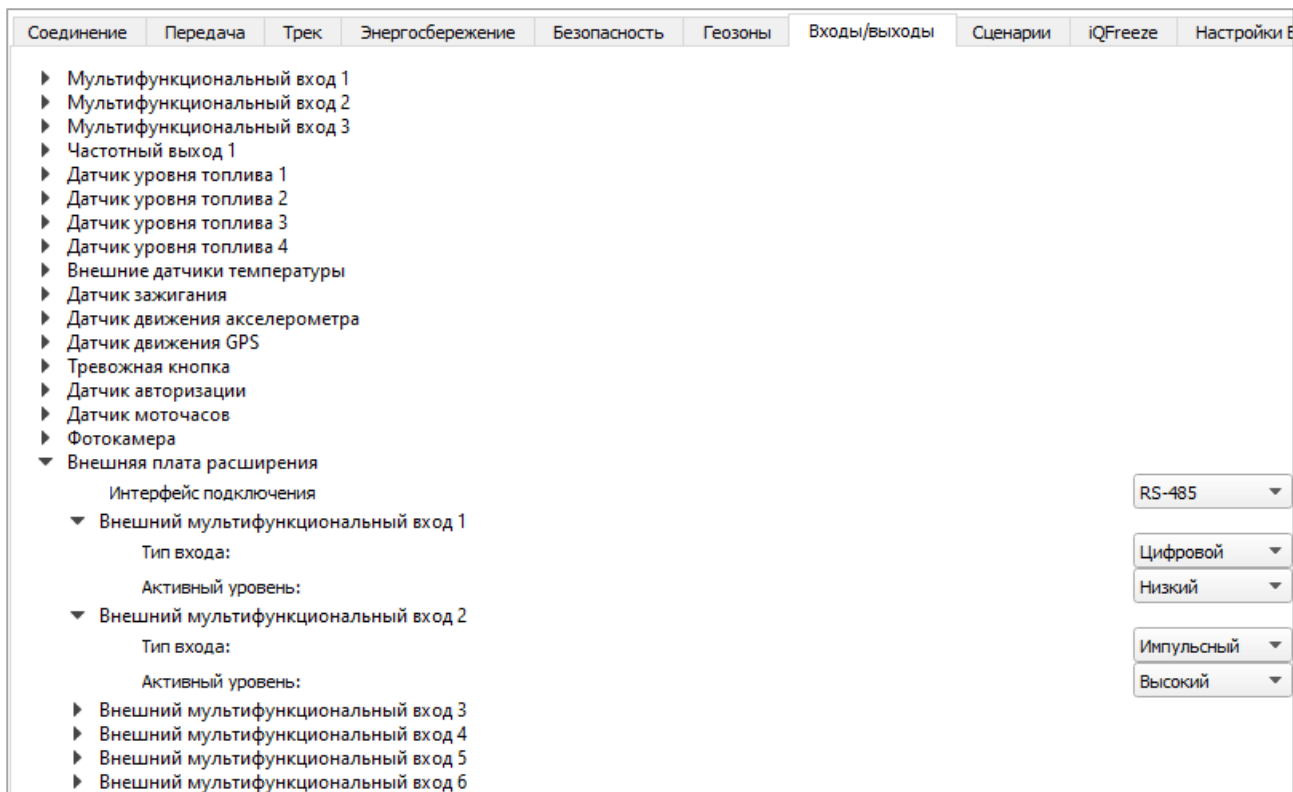 Соединение Передача Трек Энергосбережение Безопасность Геозоны Входы/выходы Сценарии iQFreeze Настройки
Мультифункциональный вход 1
Мультифункциональный вход 2
Мультифункциональный вход 3
Частотный выход 1
Датчик уровня топлива 1
Датчик уровня топлива 2
Датчик уровня топлива 3
Датчик уровня топлива 4
Внешние датчики температуры
Датчик зажигания
Датчик движения акселерометра
Датчик движения GPS
Тревожная кнопка
Датчик авторизации
Датчик моточасов
Фотокамера
Внешняя плата расширения
Интерфейс подключения RS-485
Внешний мультифункциональный вход 1
Тип входа: Цифровой
Активный уровень: Низкий
Внешний мультифункциональный вход 2
Тип входа: Импульсный
Активный уровень: Высокий
Внешний мультифункциональный вход 3
Внешний мультифункциональный вход 4
Внешний мультифункциональный вход 5
Внешний мультифункциональный вход 6